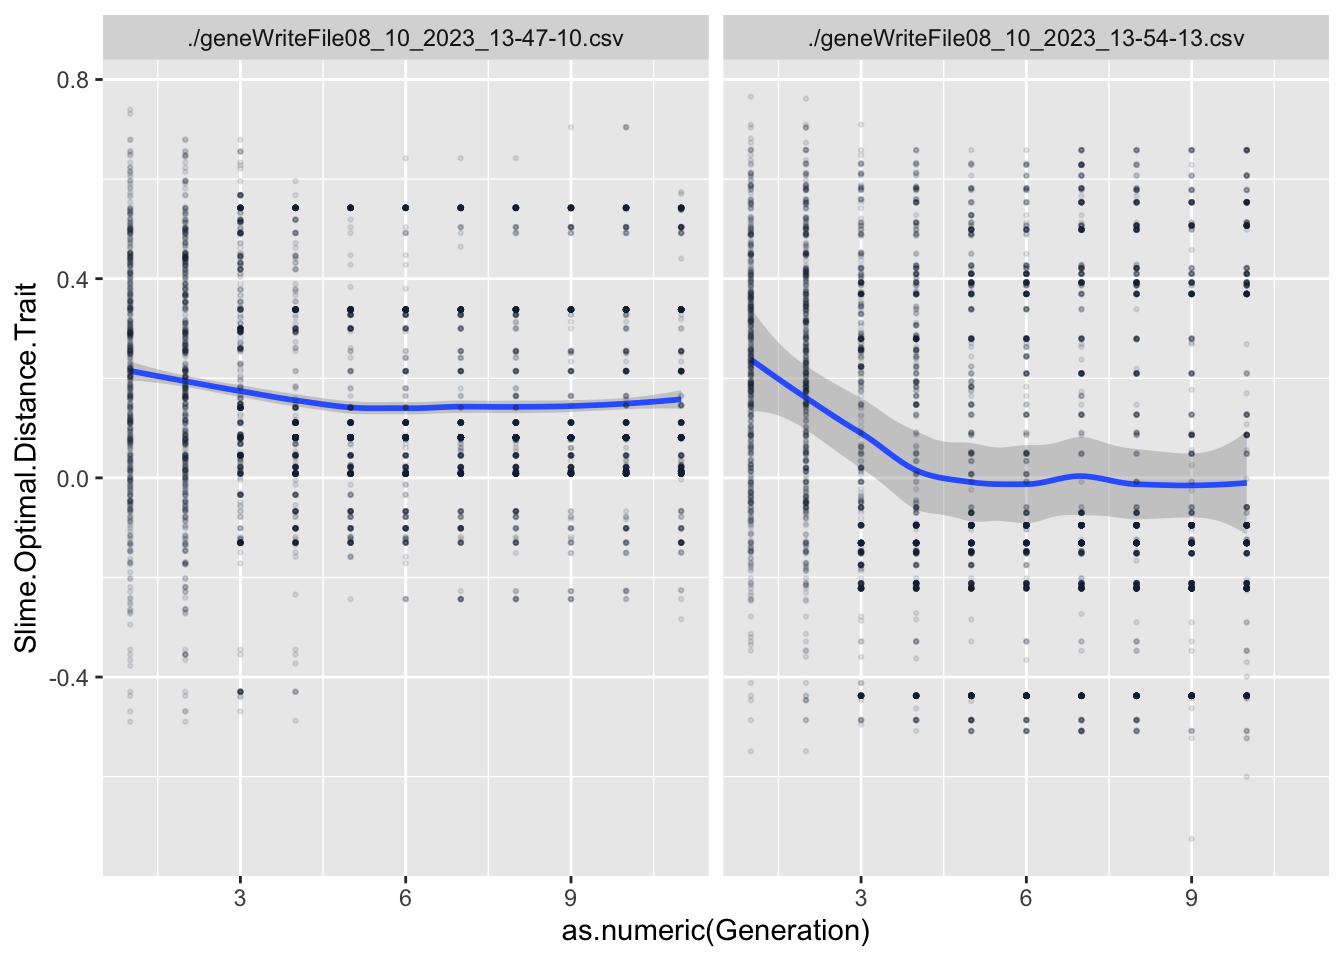 ./geneWriteFile08_10_2023_13-47-10.csv
./geneWriteFile08_10_2023_13-54-13.csv
Slime.Optimal.Distance.Trait
0.8
0.4
0.0
-0.4
3 6 9
3 6 9
as.numeric(Generation)